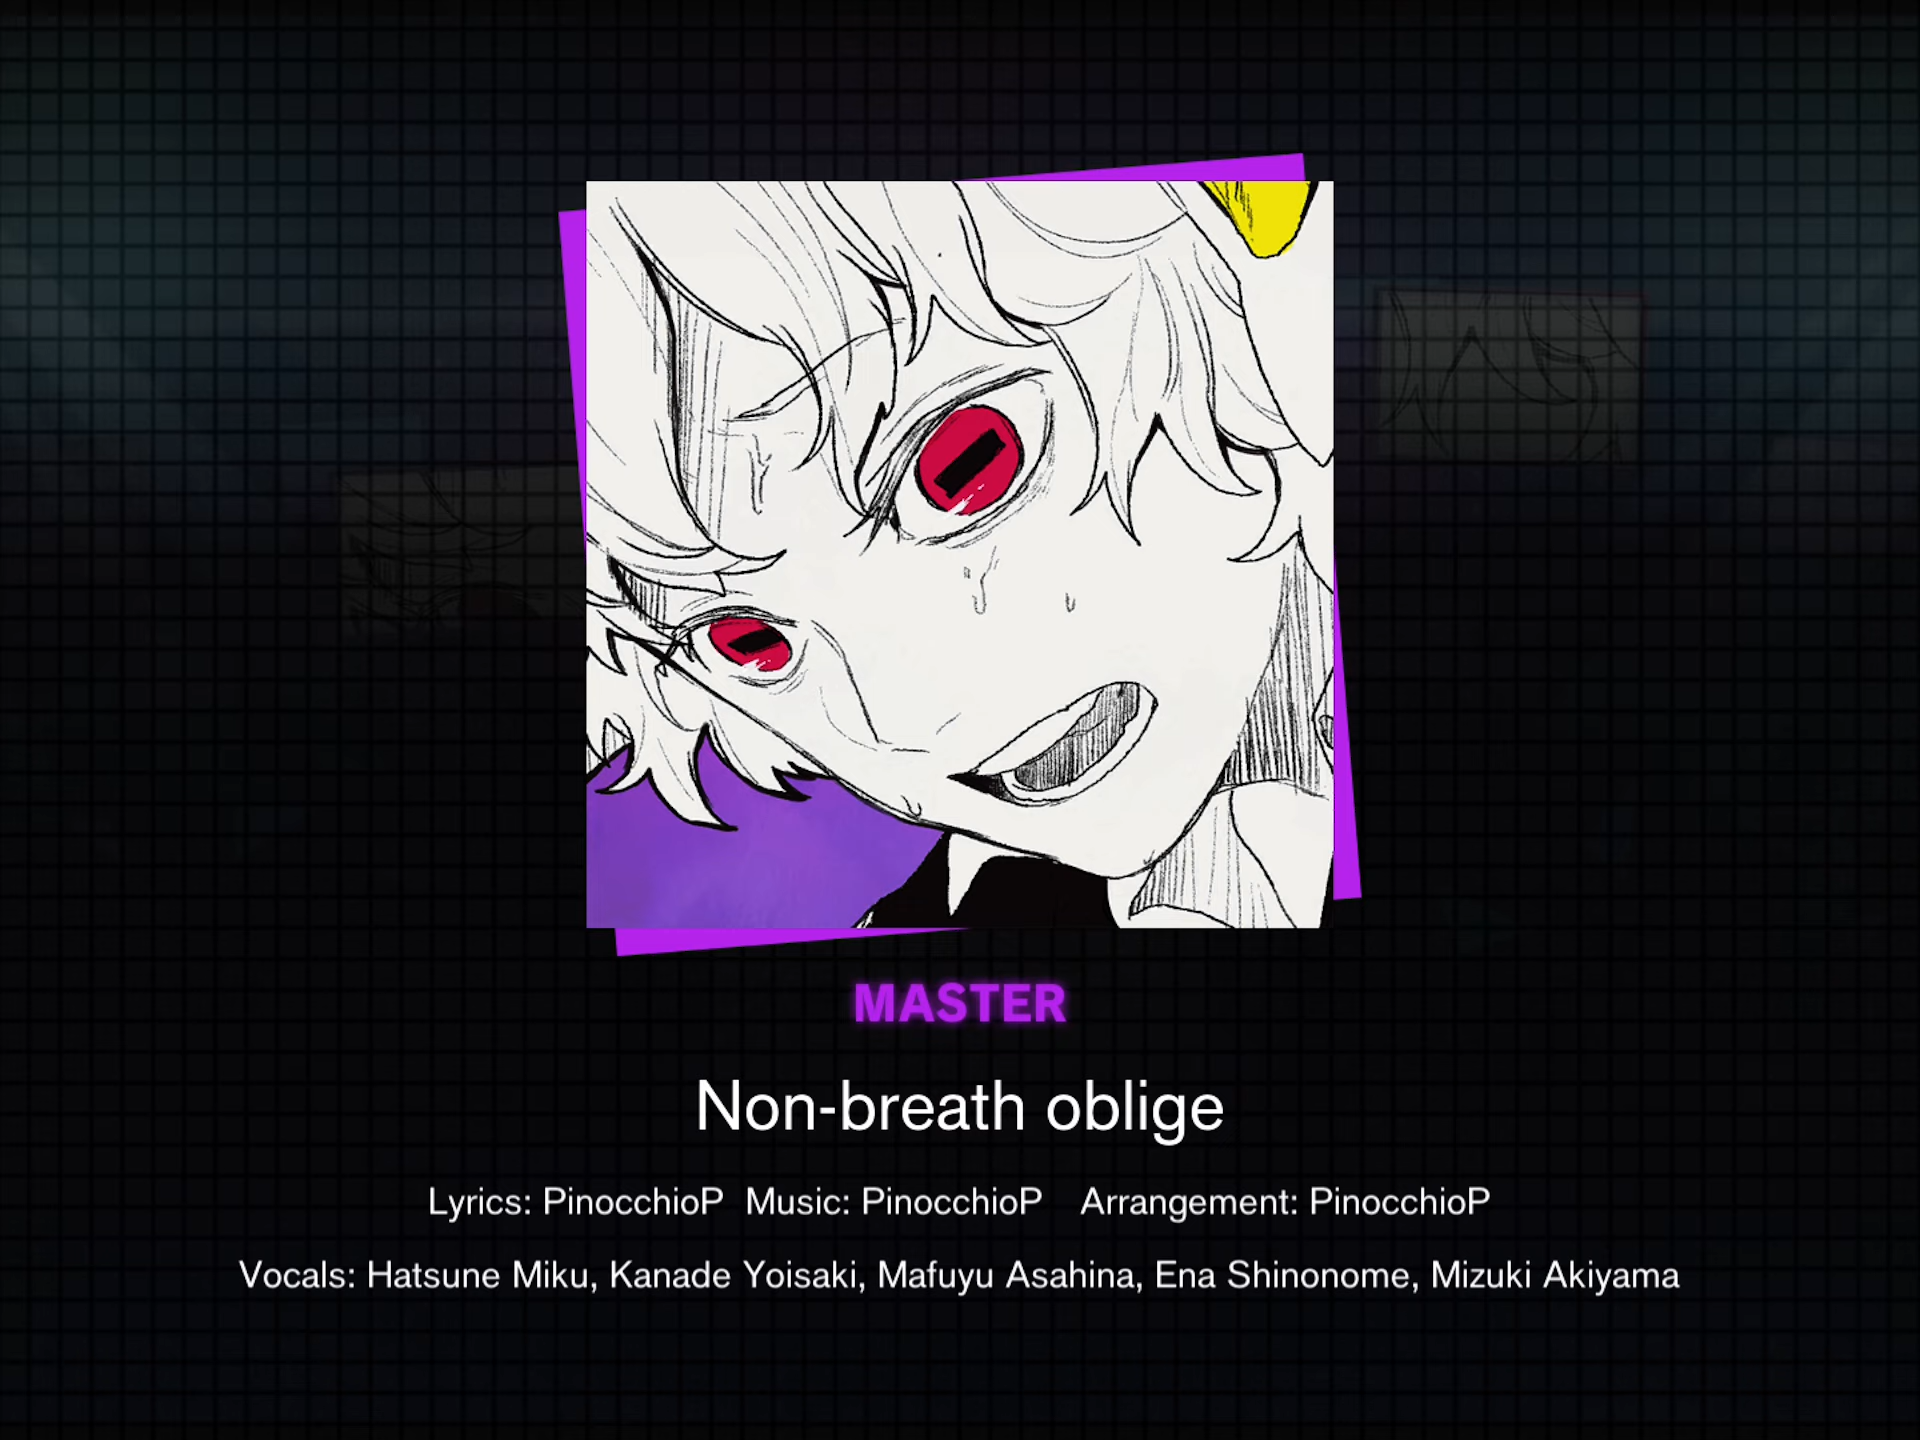 MASTER
Non-breath oblige
Lyrics: PinocchioP Music: PinocchioP Arrangement: PinocchioP
Vocals: Hatsune Miku, Kanade Yoisaki, Mafuyu Asahina, Ena Shinonome, Mizuki Akiyama